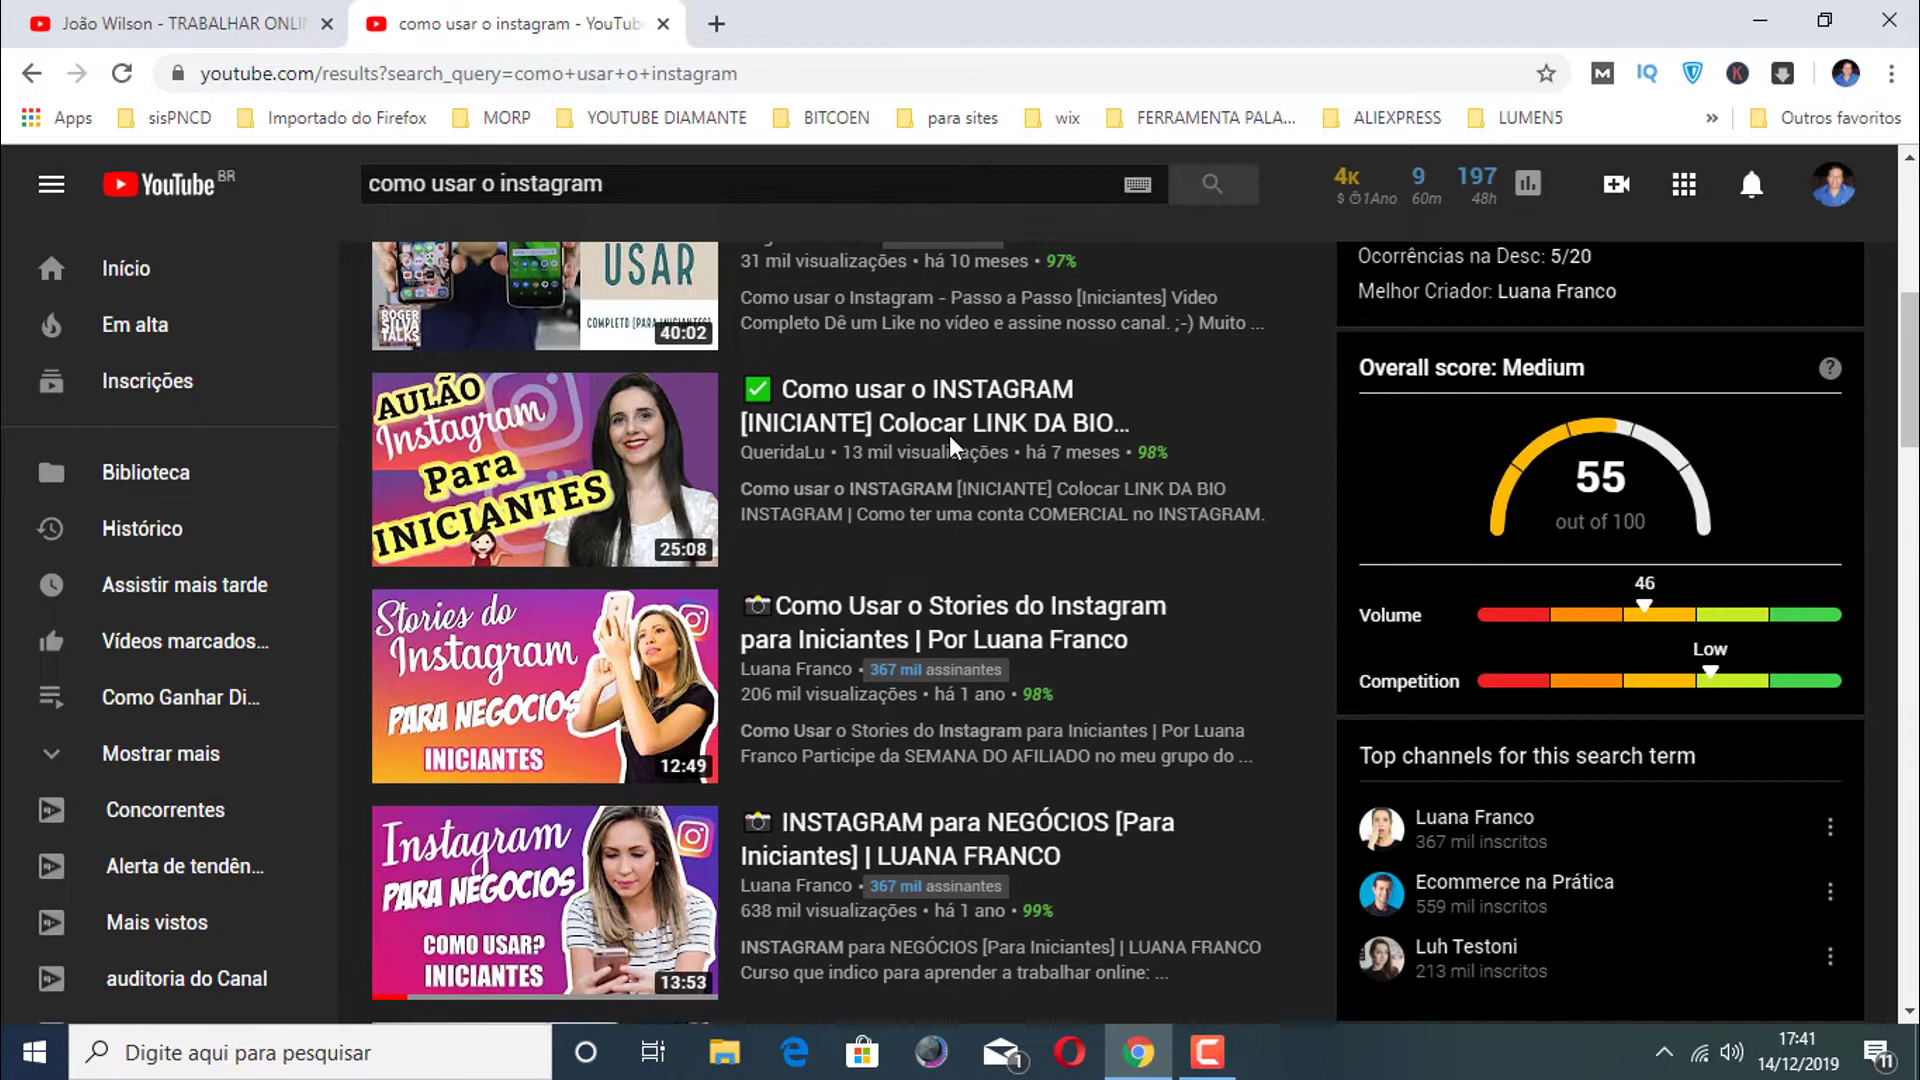 João Wilson - TRABALHAR ONLIN
como usar o instagram - YouTube
youtube.com/results?search_query=como+usar+o+instagram
Apps
sisPNCD
Importado do Firefox
MORP
YOUTUBE DIAMANTE
BITCOEN
para sites
wix
FERRAMENTA PALA...
ALIEXPRESS
LUMEN5
»
Outros favoritos
YouTube BR
como usar o instagram
4K
$ 1Ano
9
60m
197
48h
Início
Em alta
Inscrições
Biblioteca
Histórico
Assistir mais tarde
Vídeos marcados...
Como Ganhar Di...
Mostrar mais
Concorrentes
Alerta de tendên...
Mais vistos
auditoria do Canal
USAR
COMPLETO [PARA INICIANTES]
ROGER
SILVA
TALKS
40:02
31 mil visualizações • há 10 meses • 97%
Como usar o Instagram - Passo a Passo [Iniciantes] Video
Completo Dê um Like no vídeo e assine nosso canal. ;-) Muito ...
AULÃO
Instagram
Para
INICIANTES
25:08
✅ Como usar o INSTAGRAM
[INICIANTE] Colocar LINK DA BIO...
QueridaLu • 13 mil visualizações • há 7 meses • 98%
Como usar o INSTAGRAM [INICIANTE] Colocar LINK DA BIO
INSTAGRAM | Como ter uma conta COMERCIAL no INSTAGRAM.
Stories do
Instagram
PARA NEGOCIOS
INICIANTES
12:49
📸Como Usar o Stories do Instagram
para Iniciantes | Por Luana Franco
Luana Franco • 367 mil assinantes
206 mil visualizações • há 1 ano • 98%
Como Usar o Stories do Instagram para Iniciantes | Por Luana
Franco Participe da SEMANA DO AFILIADO no meu grupo do ...
Instagram
PARA NEGOCIOS
COMO USAR?
INICIANTES
13:53
📸 INSTAGRAM para NEGÓCIOS [Para
Iniciantes] | LUANA FRANCO
Luana Franco • 367 mil assinantes
638 mil visualizações • há 1 ano • 99%
INSTAGRAM para NEGÓCIOS [Para Iniciantes] | LUANA FRANCO
Curso que indico para aprender a trabalhar online: ...
Ocorrências na Desc: 5/20
Melhor Criador: Luana Franco
Overall score: Medium
?
55
out of 100
46
Volume
Low
Competition
Top channels for this search term
Luana Franco
367 mil inscritos
Ecommerce na Prática
559 mil inscritos
Luh Testoni
213 mil inscritos
Digite aqui para pesquisar
1
17:41
14/12/2019
11